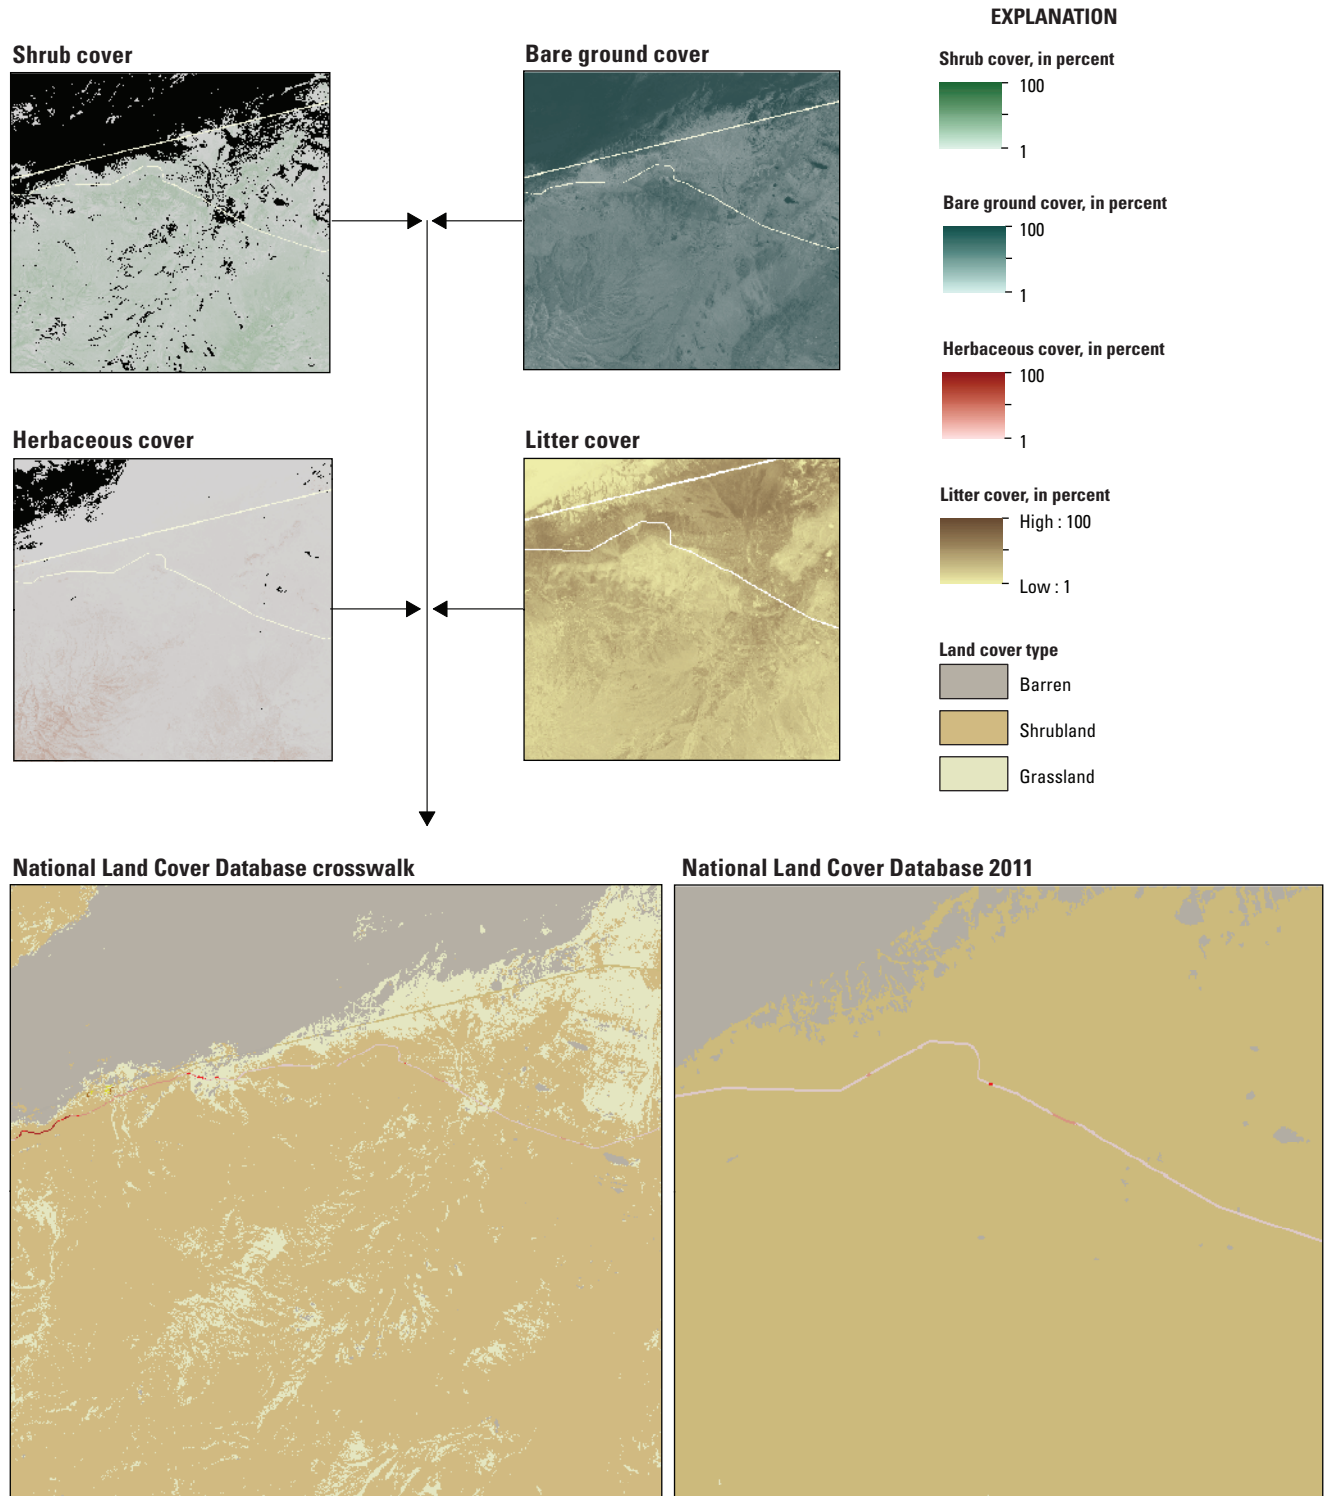 EXPLANATION
Shrub cover
Bare ground cover
Shrub cover, in percent
100
1
Bare ground cover, in percent
100
1
Herbaceous cover, in percent
100
1
Herbaceous cover
Litter cover
Litter cover, in percent
High : 100
Low : 1
Land cover type
Barren
Shrubland
Grassland
National Land Cover Database crosswalk
National Land Cover Database 2011